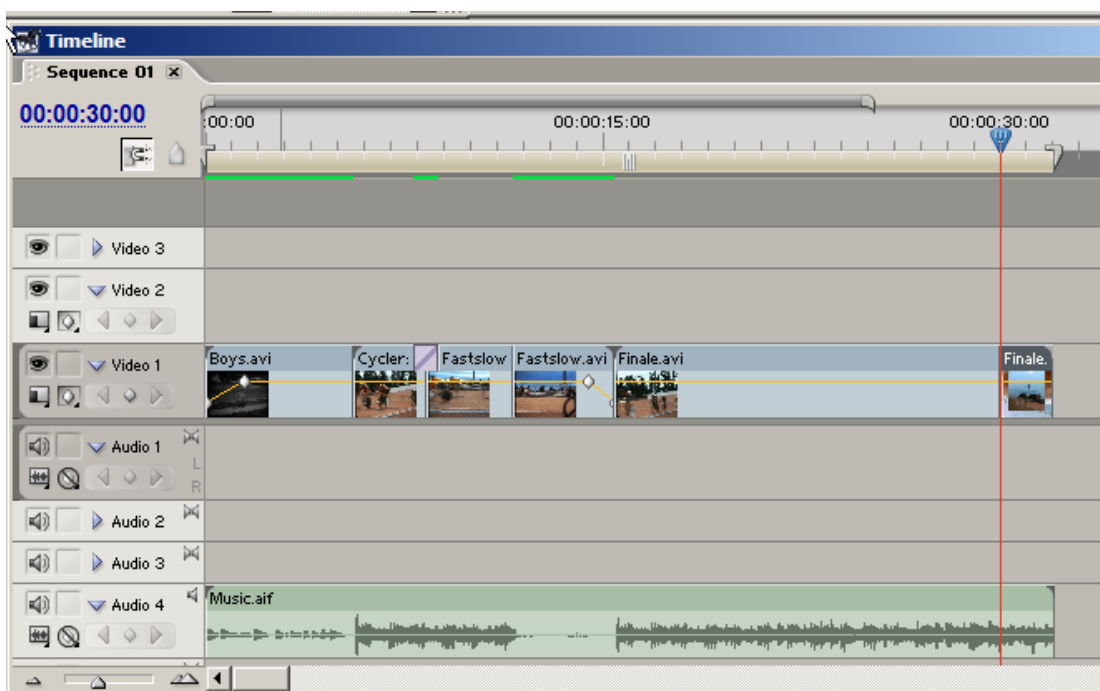 Timeline
Sequence 01
00:00:30:00
:00:00 00:00:15:00 00:00:30:00
Video 3
Video 2
Video 1
Boys.avi Cycler: Fastslow Fastslow.avi Finale.avi Finale.
Audio 1
L
R
Audio 2
Audio 3
Audio 4
Music.aif